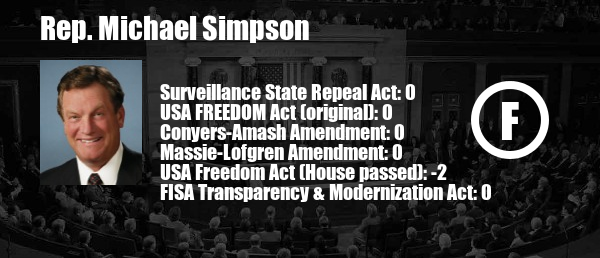 Rep. Michael Simpson
Surveillance State Repeal Act: 0
USA FREEDOM Act (original): 0
Conyers-Amash Amendment: 0
Massie-Lofgren Amendment: 0
USA Freedom Act (House passed): -2
FISA Transparency & Modernization Act: 0
F